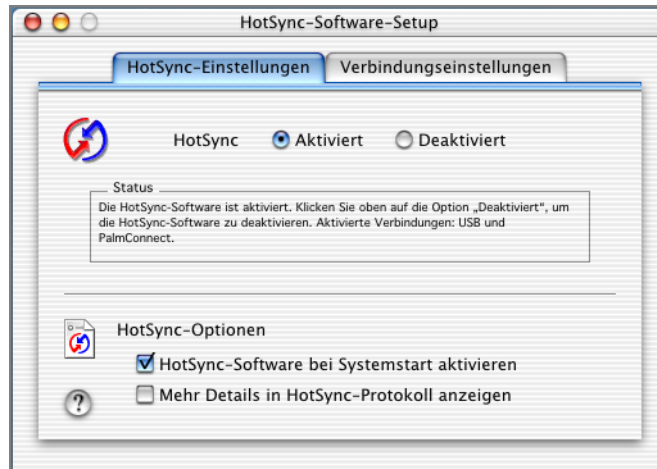 HotSync-Software-Setup
HotSync-Einstellungen Verbindungseinstellungen
HotSync Aktiviert Deaktiviert
Status
Die HotSync-Software ist aktiviert. Klicken Sie oben auf die Option „Deaktiviert“, um
die HotSync-Software zu deaktivieren. Aktivierte Verbindungen: USB und
PalmConnect.
HotSync-Optionen
HotSync-Software bei Systemstart aktivieren
Mehr Details in HotSync-Protokoll anzeigen
?